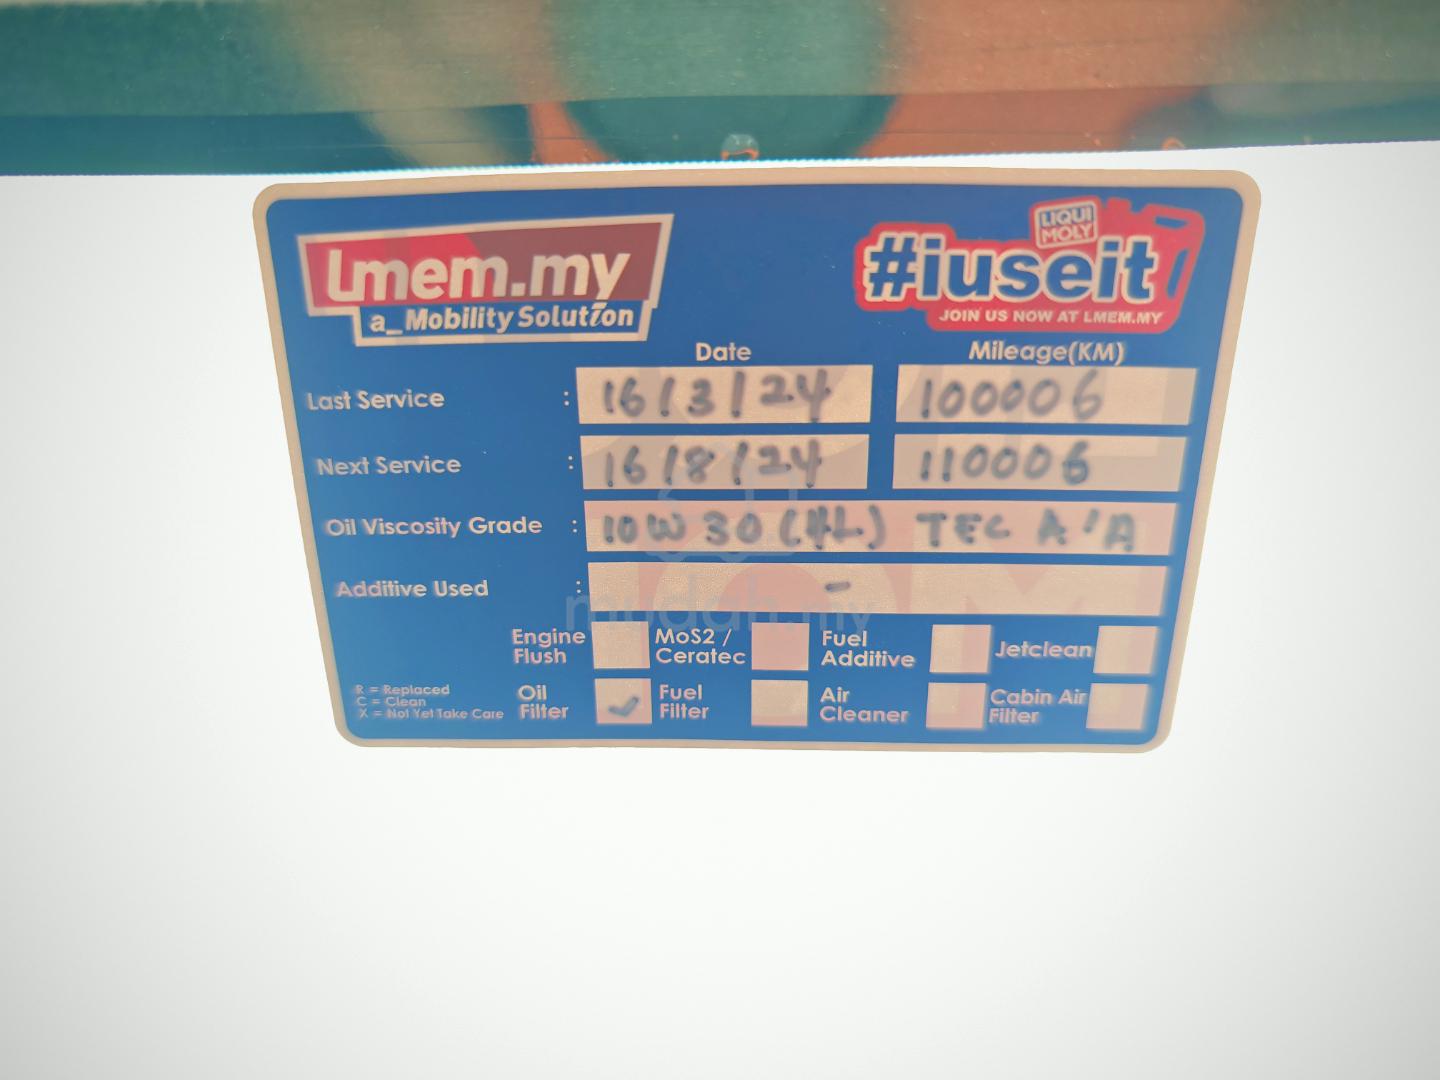 Lmem.my
a_Mobility Solution
LIQUI
MOLY
#iuseit
JOIN US NOW AT LMEM.MY
Date Mileage(KM)
Last Service : 16/3/24 100006
Next Service : 16/8/24 110006
Oil Viscosity Grade : 10W30 (4L) TEC A'A
Additive Used : -
mudah.my
Engine Flush MoS2 / Ceratec Fuel Additive Jetclean
R = Replaced
C = Clean
X = Not Yet Take Care
Oil Filter ✓ Fuel Filter Air Cleaner Cabin Air Filter